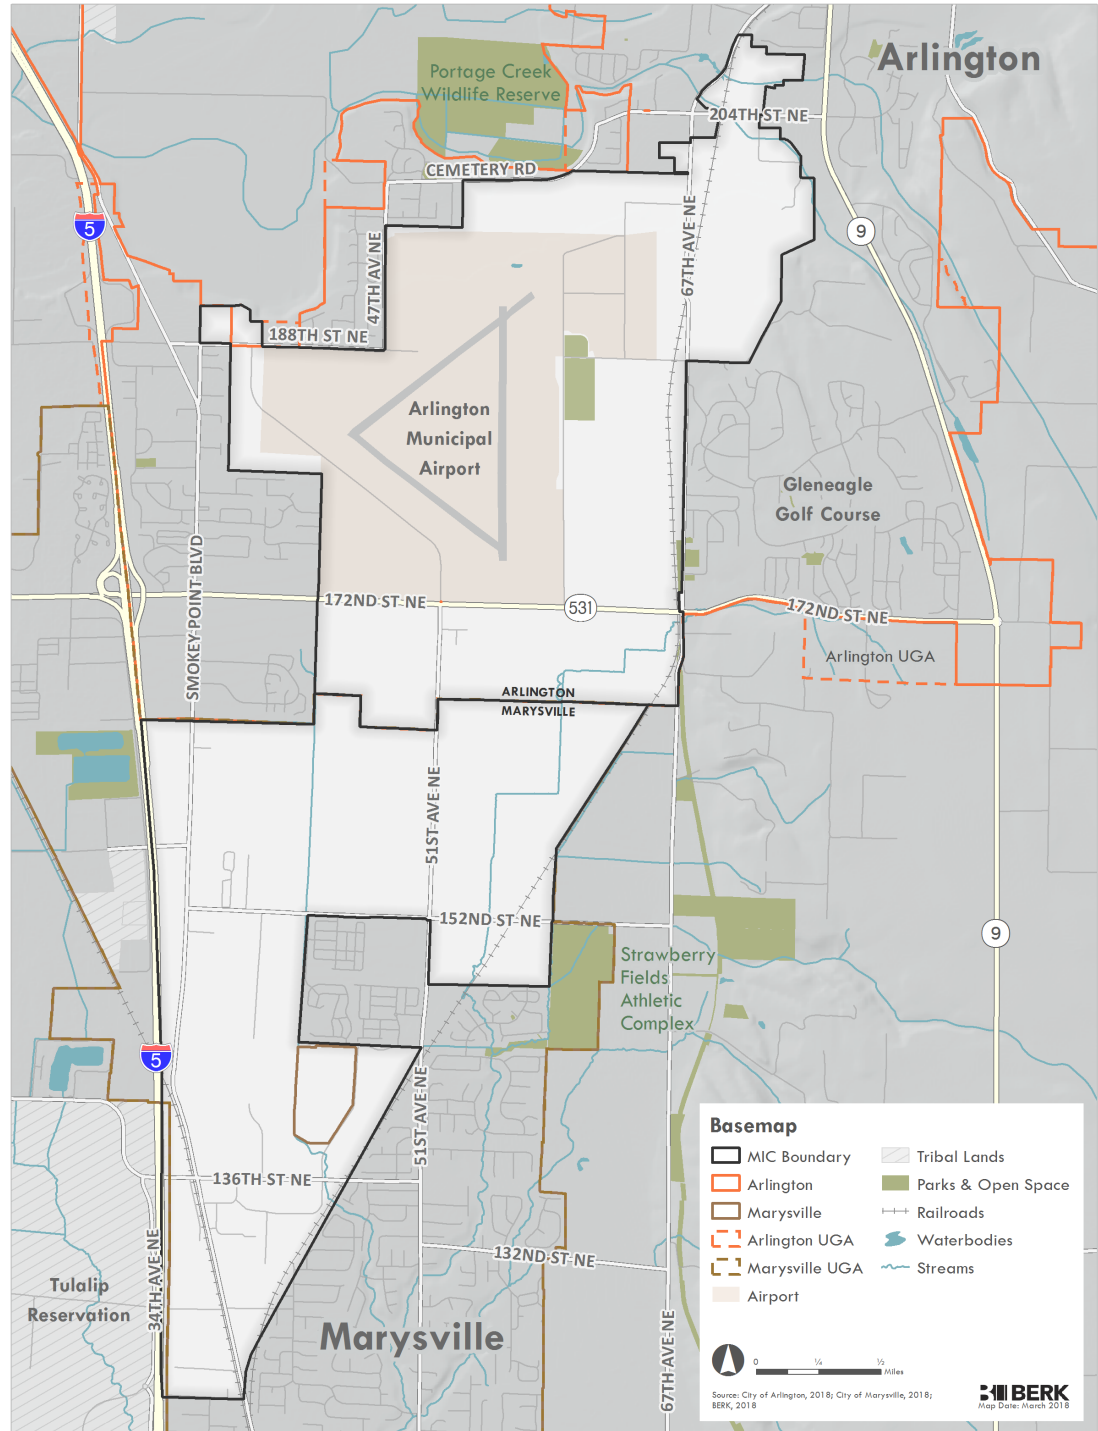 Arlington
Portage Creek
Wildlife Reserve
204TH ST NE
CEMETERY RD
5
9
47TH AV NE
67TH AVE NE
188TH ST NE
Arlington
Municipal
Airport
Gleneagle
Golf Course
SMOKEY POINT BLVD
172ND ST NE
531
172ND ST NE
Arlington UGA
ARLINGTON
MARYSVILLE
51ST AVE NE
152ND ST NE
9
Strawberry
Fields
Athletic
Complex
5
51ST AVE NE
136TH ST NE
34TH AVE NE
132ND ST NE
67TH AVE NE
Tulalip
Reservation
Marysville
Basemap
MIC Boundary
Arlington
Marysville
Arlington UGA
Marysville UGA
Airport
Tribal Lands
Parks & Open Space
Railroads
Waterbodies
Streams
0 ¼ ½
Miles
Source: City of Arlington, 2018; City of Marysville, 2018;
BERK, 2018
BERK
Map Date: March 2018